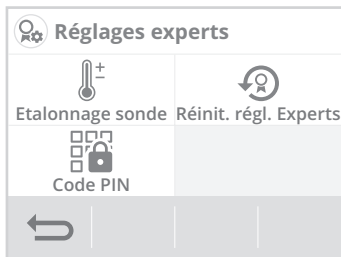 Réglages experts
Etalonnage sonde Réinit. régl. Experts
Code PIN